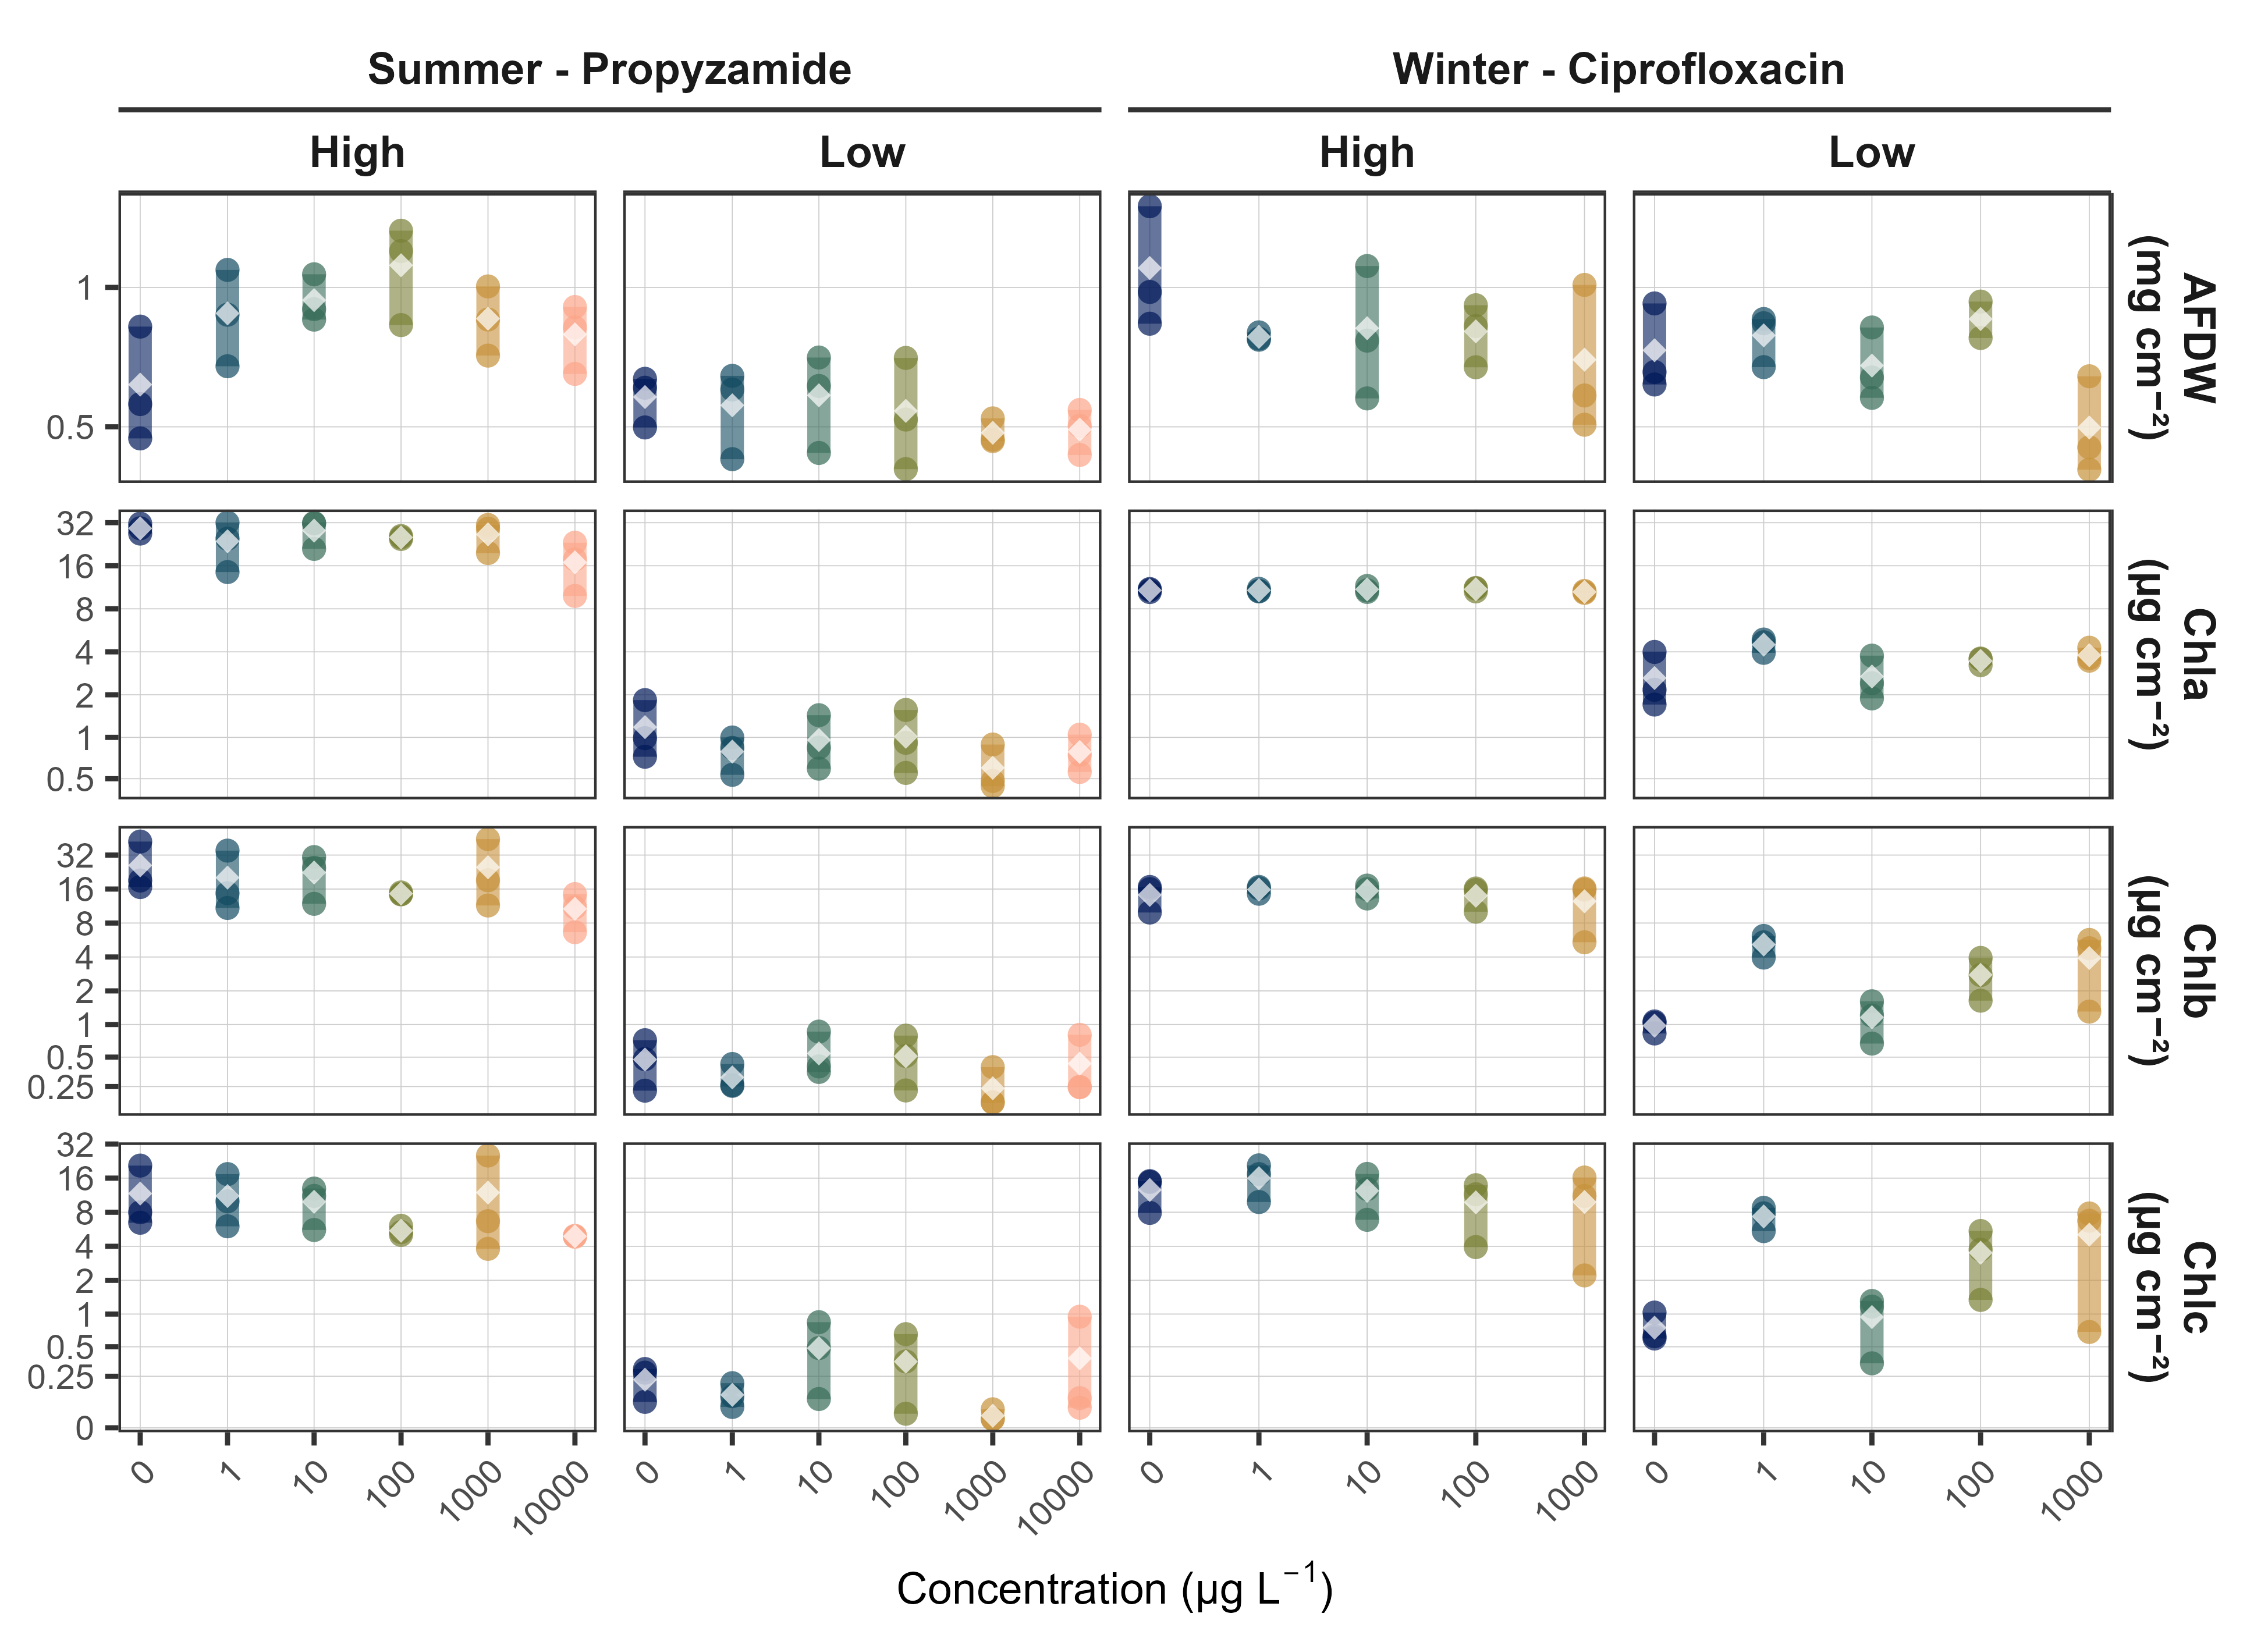 Summer - Propyzamide
Winter - Ciprofloxacin
High
Low
High
Low
1
0.5
AFDW
(mg cm⁻²)
32
16
8
4
2
1
0.5
Chla
(µg cm⁻²)
32
16
8
4
2
1
0.5
0.25
Chlb
(µg cm⁻²)
32
16
8
4
2
1
0.5
0.25
0
Chlc
(µg cm⁻²)
0 1 10 100 1000 10000
0 1 10 100 1000 10000
0 1 10 100 1000
0 1 10 100 1000
Concentration (µg L⁻¹)